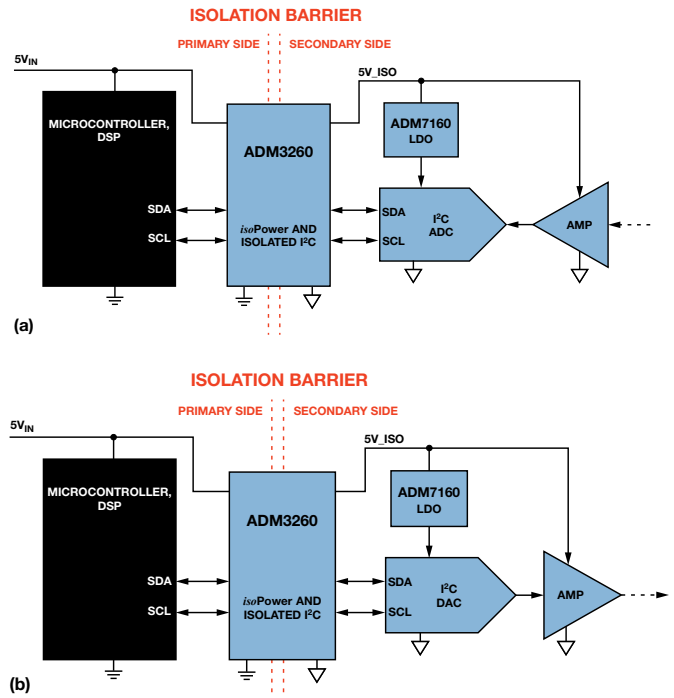 ISOLATION BARRIER
PRIMARY SIDE
SECONDARY SIDE
5VIN
5V_ISO
MICROCONTROLLER,
DSP
ADM3260
ADM7160
LDO
SDA
SCL
isoPower AND
ISOLATED I²C
SDA
SCL
I²C
ADC
AMP
(a)
ISOLATION BARRIER
PRIMARY SIDE
SECONDARY SIDE
5VIN
5V_ISO
MICROCONTROLLER,
DSP
ADM3260
ADM7160
LDO
SDA
SCL
isoPower AND
ISOLATED I²C
SDA
SCL
I²C
DAC
AMP
(b)